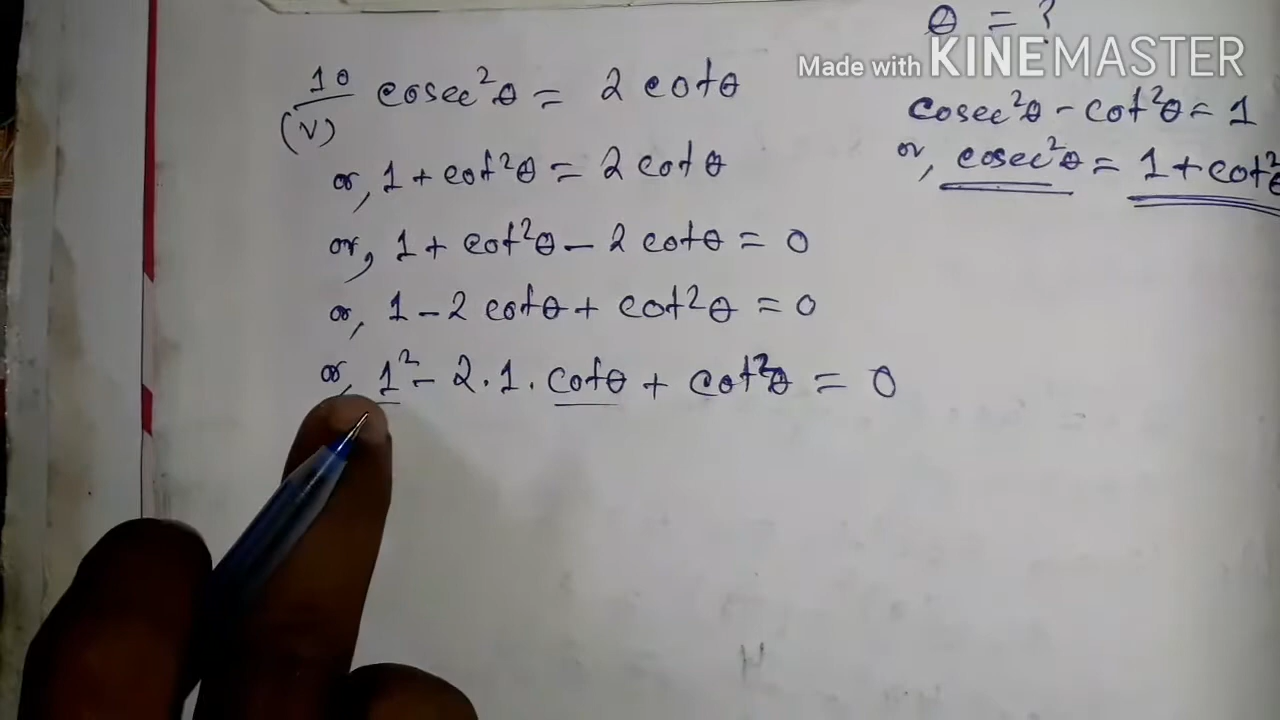 θ = ?
Made with KINEMASTER
10 (v) cosec²θ = 2 cotθ
cosec²θ - cot²θ = 1
or, cosec²θ = 1 + cot²θ
or, 1 + cot²θ = 2 cotθ
or, 1 + cot²θ - 2 cotθ = 0
or, 1 - 2 cotθ + cot²θ = 0
or, 1² - 2.1. cotθ + cot²θ = 0